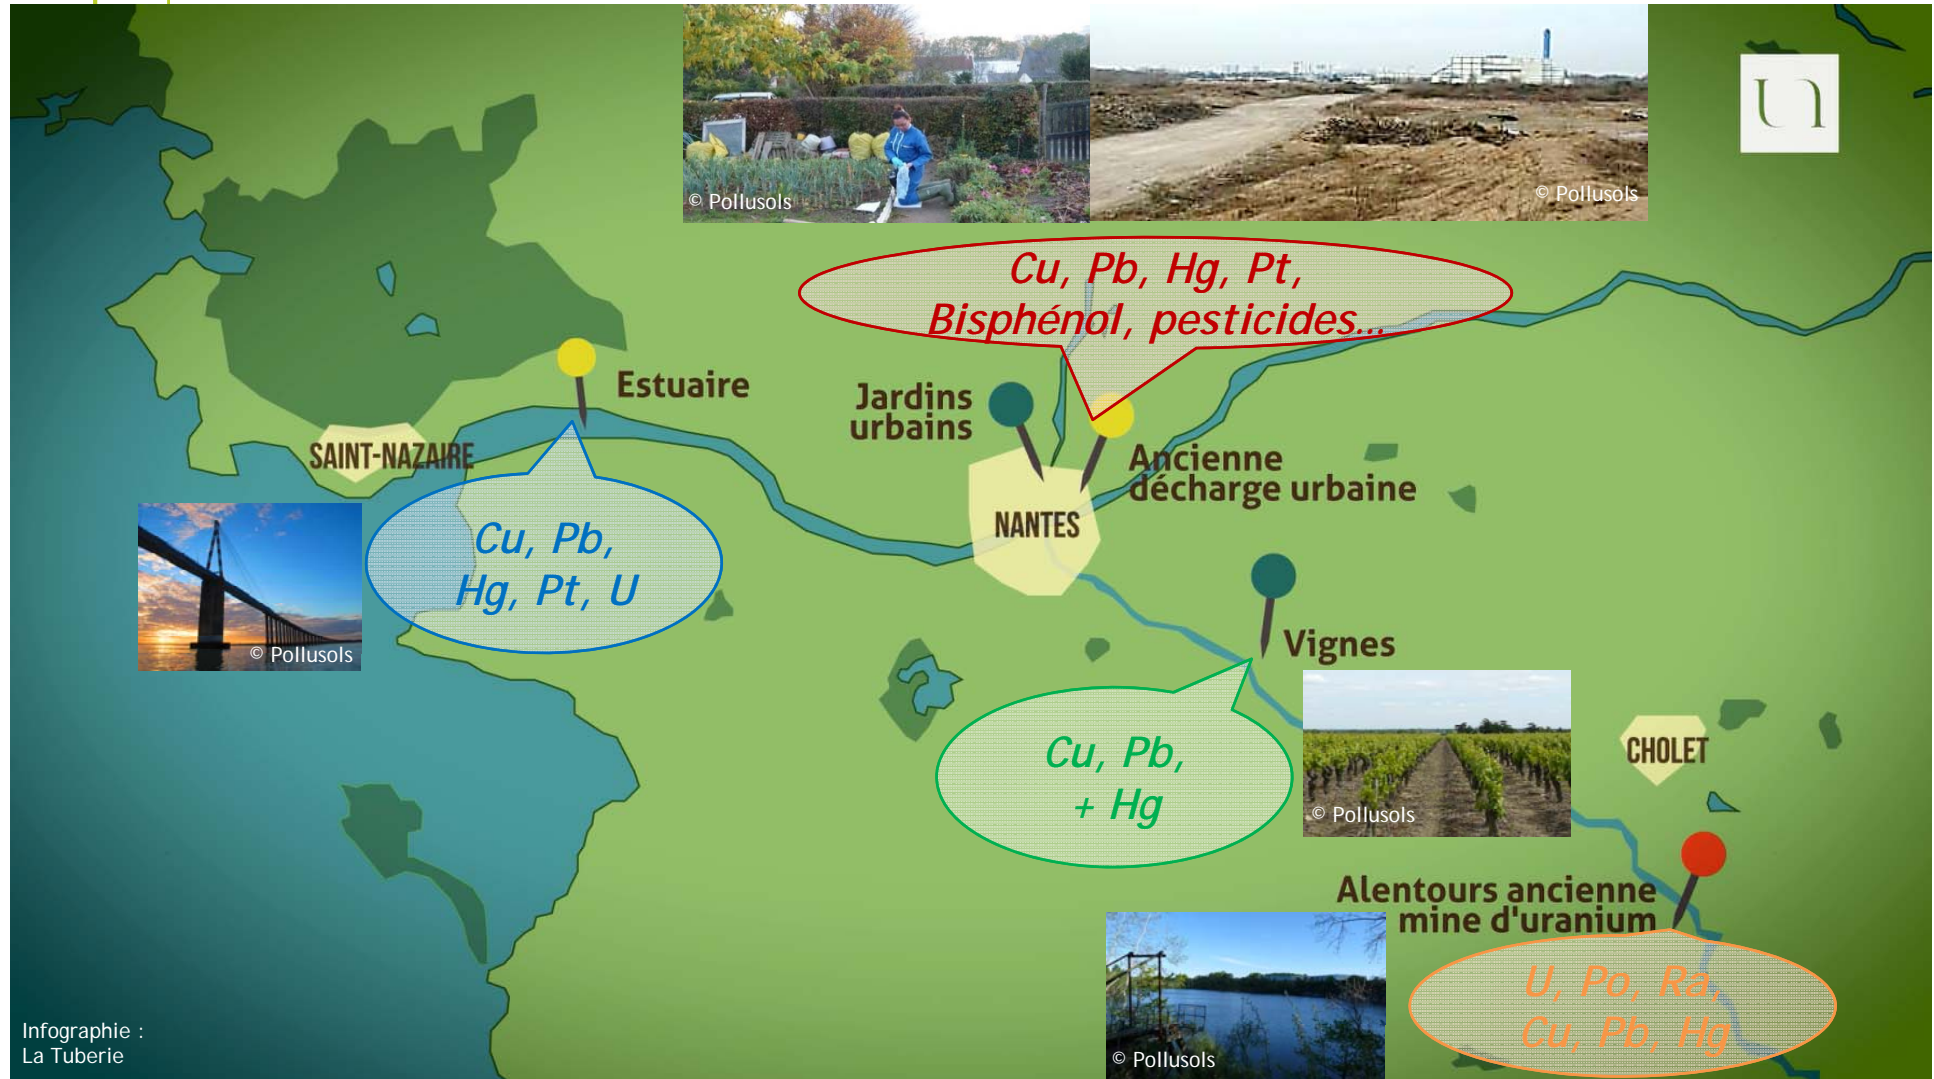 © Pollusols
© Pollusols
Cu, Pb, Hg, Pt,
Bisphénol, pesticides...
Estuaire
Jardins
urbains
Ancienne
décharge urbaine
SAINT-NAZAIRE
NANTES
Cu, Pb,
Hg, Pt, U
© Pollusols
Vignes
Cu, Pb,
+ Hg
© Pollusols
CHOLET
Alentours ancienne
mine d'uranium
U, Po, Ra,
Cu, Pb, Hg
© Pollusols
Infographie :
La Tuberie